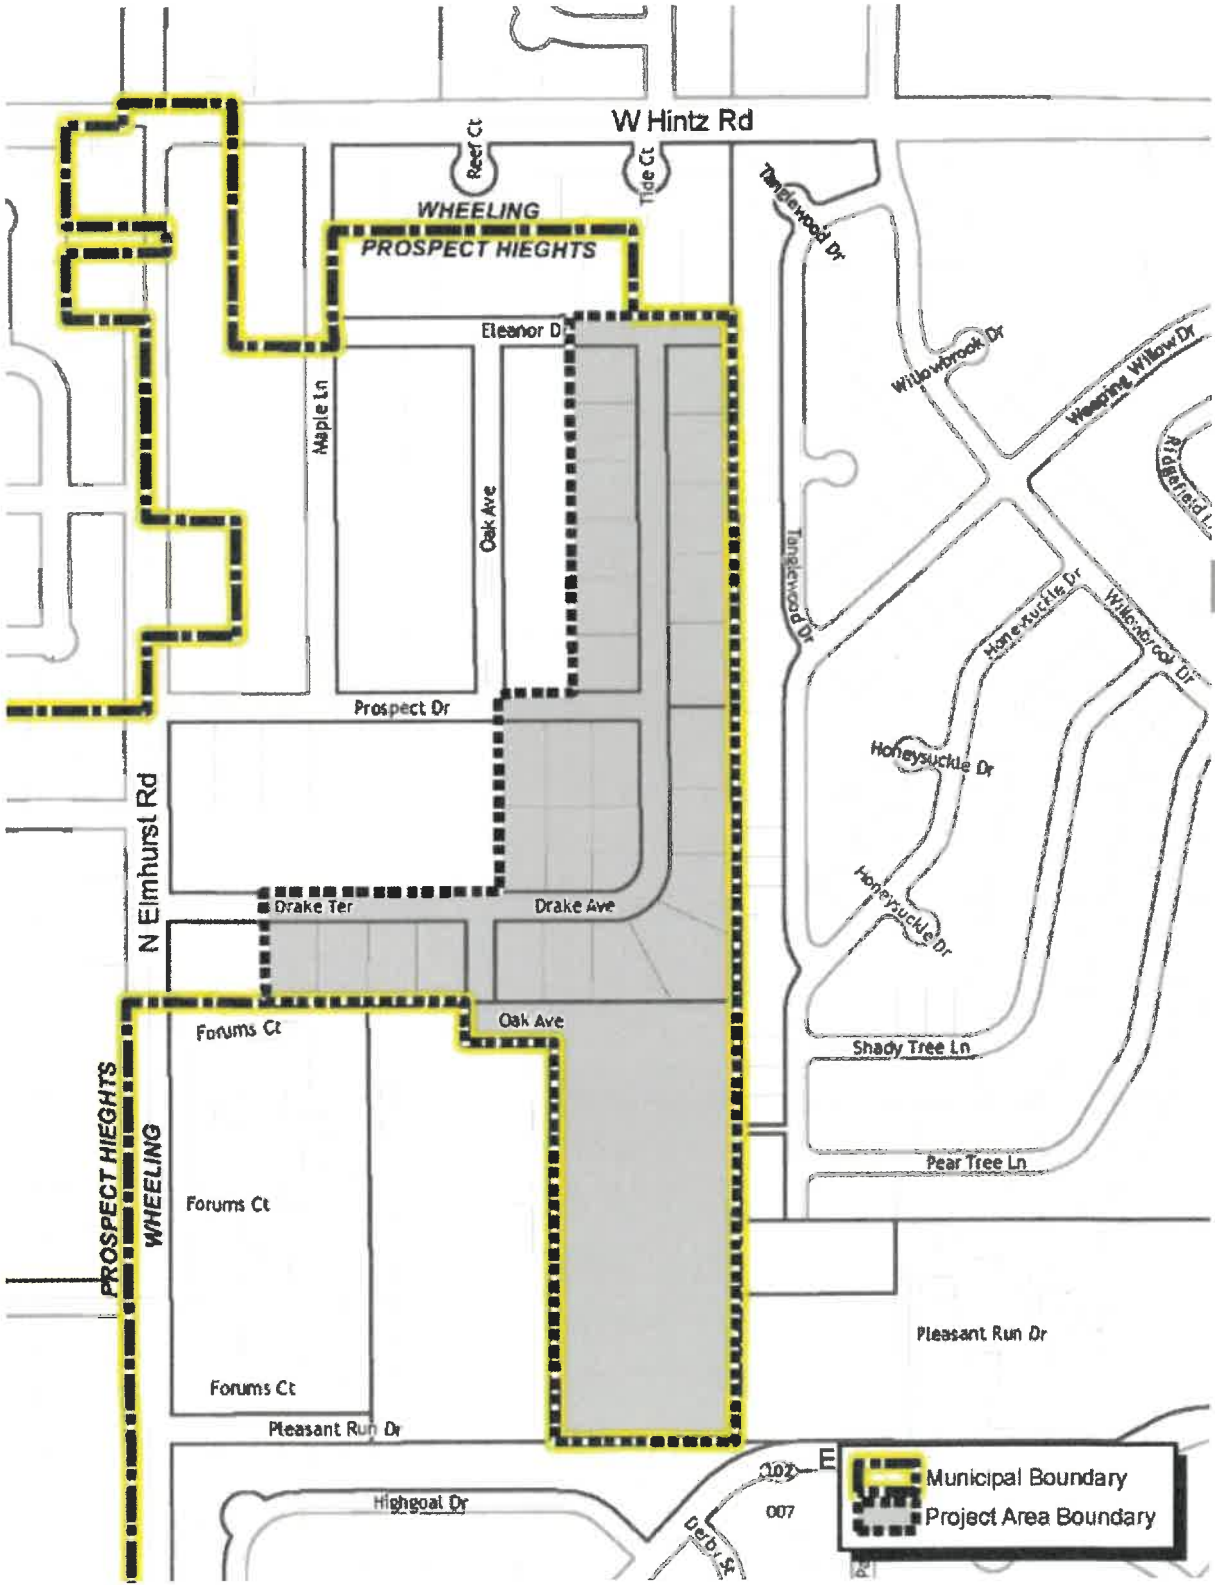 W Hintz Rd
Reef Ct
Tide Ct
Tanglewood Dr
WHEELING
PROSPECT HIEGHTS
Eleanor D
Willowbrook Dr
Weeping Willow Dr
Maple Ln
Ridgefield L
Oak Ave
Tanglewood Dr
Honeysuckle Dr
Willowbrook Dr
Prospect Dr
Honeysuckle Dr
N Elmhurst Rd
Drake Ter
Drake Ave
Honeysuckle Dr
Forums Ct
Oak Ave
Shady Tree Ln
PROSPECT HIEGHTS
WHEELING
Pear Tree Ln
Forums Ct
Pleasant Run Dr
Forums Ct
Pleasant Run Dr
E
102
Municipal Boundary
Highgoal Dr
007
Project Area Boundary
Derby St
Pa